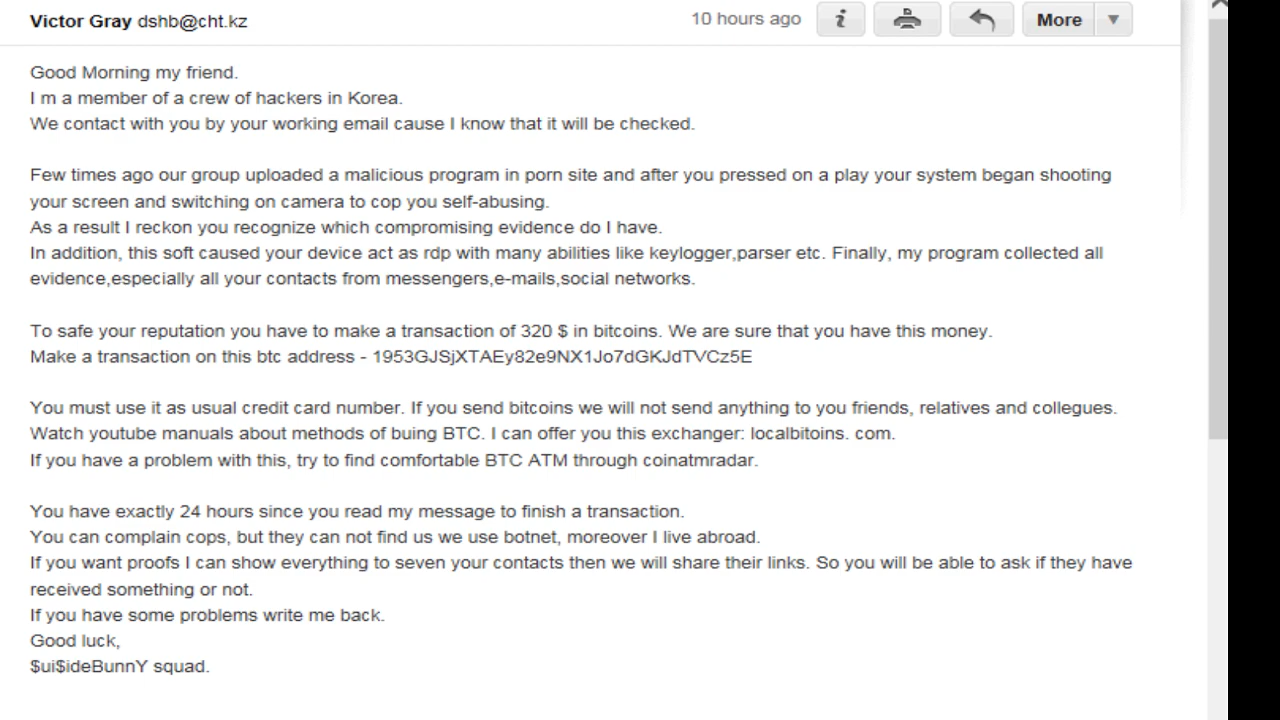 Victor Gray dshb@cht.kz 10 hours ago i More
Good Morning my friend.
I m a member of a crew of hackers in Korea.
We contact with you by your working email cause I know that it will be checked.
Few times ago our group uploaded a malicious program in porn site and after you pressed on a play your system began shooting
your screen and switching on camera to cop you self-abusing.
As a result I reckon you recognize which compromising evidence do I have.
In addition, this soft caused your device act as rdp with many abilities like keylogger,parser etc. Finally, my program collected all
evidence,especially all your contacts from messengers,e-mails,social networks.
To safe your reputation you have to make a transaction of 320 $ in bitcoins. We are sure that you have this money.
Make a transaction on this btc address - 1953GJSjXTAEy82e9NX1Jo7dGKJdTVCz5E
You must use it as usual credit card number. If you send bitcoins we will not send anything to you friends, relatives and collegues.
Watch youtube manuals about methods of buing BTC. I can offer you this exchanger: localbitoins. com.
If you have a problem with this, try to find comfortable BTC ATM through coinatmradar.
You have exactly 24 hours since you read my message to finish a transaction.
You can complain cops, but they can not find us we use botnet, moreover I live abroad.
If you want proofs I can show everything to seven your contacts then we will share their links. So you will be able to ask if they have
received something or not.
If you have some problems write me back.
Good luck,
$ui$ideBunnY squad.